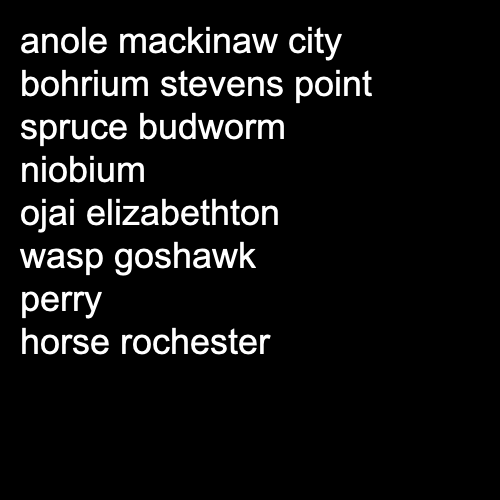 anole mackinaw city
bohrium stevens point
spruce budworm
niobium
ojai elizabethton
wasp goshawk
perry
horse rochester